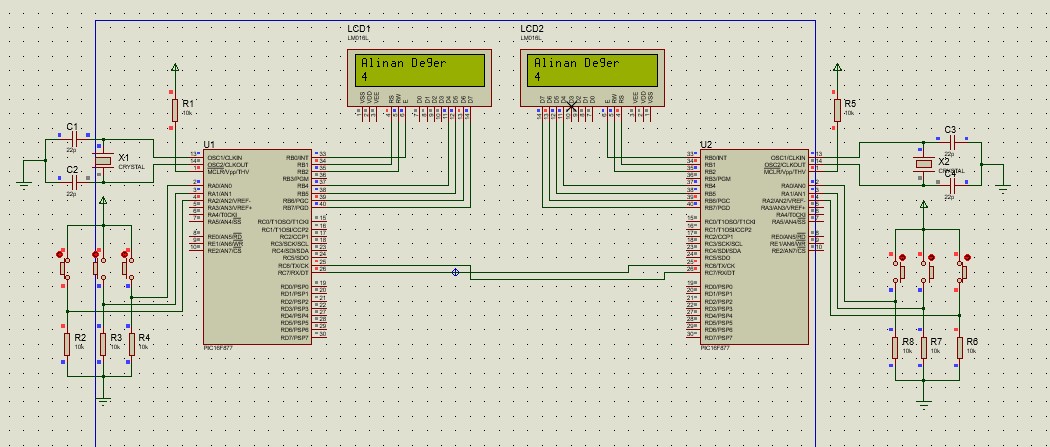 LCD1
LM016L
Alinan Değer
4
VSS
VDD
VEE
RS
RW
E
D0
D1
D2
D3
D4
D5
D6
D7
LCD2
LM016L
Alinan Değer
4
D7
D6
D5
D4
D3
D2
D1
D0
E
RW
RS
VEE
VDD
VSS
R1
10k
C1
22p
C2
22p
X1
CRYSTAL
U1
13 OSC1/CLKIN
14 OSC2/CLKOUT
1 MCLR/Vpp/THV
2 RA0/AN0
3 RA1/AN1
4 RA2/AN2/VREF-
5 RA3/AN3/VREF+
6 RA4/T0CKI
7 RA5/AN4/SS
8 RE0/AN5/RD
9 RE1/AN6/WR
10 RE2/AN7/CS
RB0/INT 33
RB1 34
RB2 35
RB3/PGM 36
RB4 37
RB5 38
RB6/PGC 39
RB7/PGD 40
RC0/T1OSO/T1CKI 15
RC1/T1OSI/CCP2 16
RC2/CCP1 17
RC3/SCK/SCL 18
RC4/SDI/SDA 23
RC5/SDO 24
RC6/TX/CK 25
RC7/RX/DT 26
RD0/PSP0 19
RD1/PSP1 20
RD2/PSP2 21
RD3/PSP3 22
RD4/PSP4 27
RD5/PSP5 28
RD6/PSP6 29
RD7/PSP7 30
PIC16F877
R2
10k
R3
10k
R4
10k
U2
33 RB0/INT
34 RB1
35 RB2
36 RB3/PGM
37 RB4
38 RB5
39 RB6/PGC
40 RB7/PGD
15 RC0/T1OSO/T1CKI
16 RC1/T1OSI/CCP2
17 RC2/CCP1
18 RC3/SCK/SCL
23 RC4/SDI/SDA
24 RC5/SDO
25 RC6/TX/CK
26 RC7/RX/DT
19 RD0/PSP0
20 RD1/PSP1
21 RD2/PSP2
22 RD3/PSP3
27 RD4/PSP4
28 RD5/PSP5
29 RD6/PSP6
30 RD7/PSP7
OSC1/CLKIN 13
OSC2/CLKOUT 14
MCLR/Vpp/THV 1
RA0/AN0 2
RA1/AN1 3
RA2/AN2/VREF- 4
RA3/AN3/VREF+ 5
RA4/T0CKI 6
RA5/AN4/SS 7
RE0/AN5/RD 8
RE1/AN6/WR 9
RE2/AN7/CS 10
PIC16F877
R5
10k
C3
22p
X2
CRYSTAL
C4
22p
R8
10k
R7
10k
R6
10k